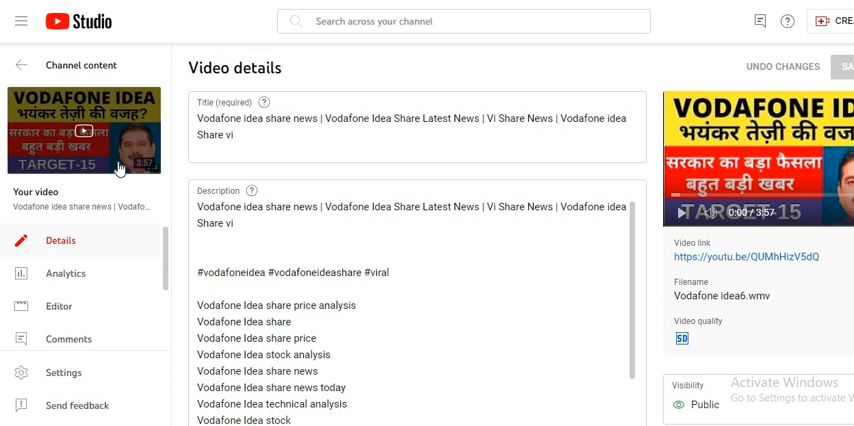 Studio
Search across your channel
Channel content
VODAFONE IDEA
भयंकर तेज़ी की वजह?
सरकार का बड़ा फैसला
बहुत बड़ी खबर
TARGET-15
3:57
Your video
Vodafone idea share news | Vodafo...
Details
Analytics
Editor
Comments
Settings
Send feedback
Video details
UNDO CHANGES
Title (required)
Vodafone idea share news | Vodafone Idea Share Latest News | Vi Share News | Vodafone idea
Share vi
Description
Vodafone idea share news | Vodafone Idea Share Latest News | Vi Share News | Vodafone idea
Share vi
#vodafoneidea #vodafoneideashare #viral
Vodafone Idea share price analysis
Vodafone Idea share
Vodafone Idea share price
Vodafone Idea stock analysis
Vodafone Idea share news
Vodafone Idea share news today
Vodafone Idea technical analysis
Vodafone Idea stock
CRE
SA
VODAFONE ID
भयंकर तेज़ी की व
सरकार का बड़ा फैसल
बहुत बड़ी खबर
TARGET-15
0:00 / 3:57
Video link
https://youtu.be/QUMhHizV5dQ
Filename
Vodafone idea6.wmv
Video quality
SD
Visibility
Public
Activate Windows
Go to Settings to activate W